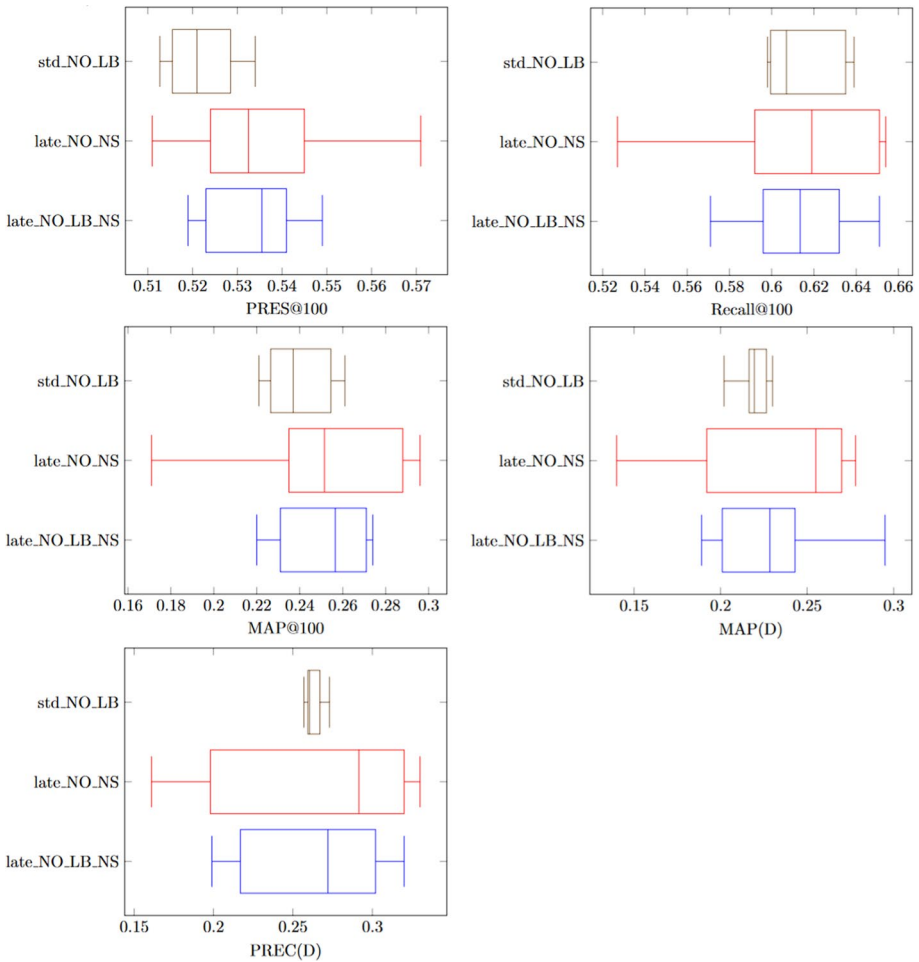 std_NO_LB
late_NO_NS
late_NO_LB_NS
0.51 0.52 0.53 0.54 0.55 0.56 0.57
PRES@100
std_NO_LB
late_NO_NS
late_NO_LB_NS
0.52 0.54 0.56 0.58 0.6 0.62 0.64 0.66
Recall@100
std_NO_LB
late_NO_NS
late_NO_LB_NS
0.16 0.18 0.2 0.22 0.24 0.26 0.28 0.3
MAP@100
std_NO_LB
late_NO_NS
late_NO_LB_NS
0.15 0.2 0.25 0.3
MAP(D)
std_NO_LB
late_NO_NS
late_NO_LB_NS
0.15 0.2 0.25 0.3
PREC(D)